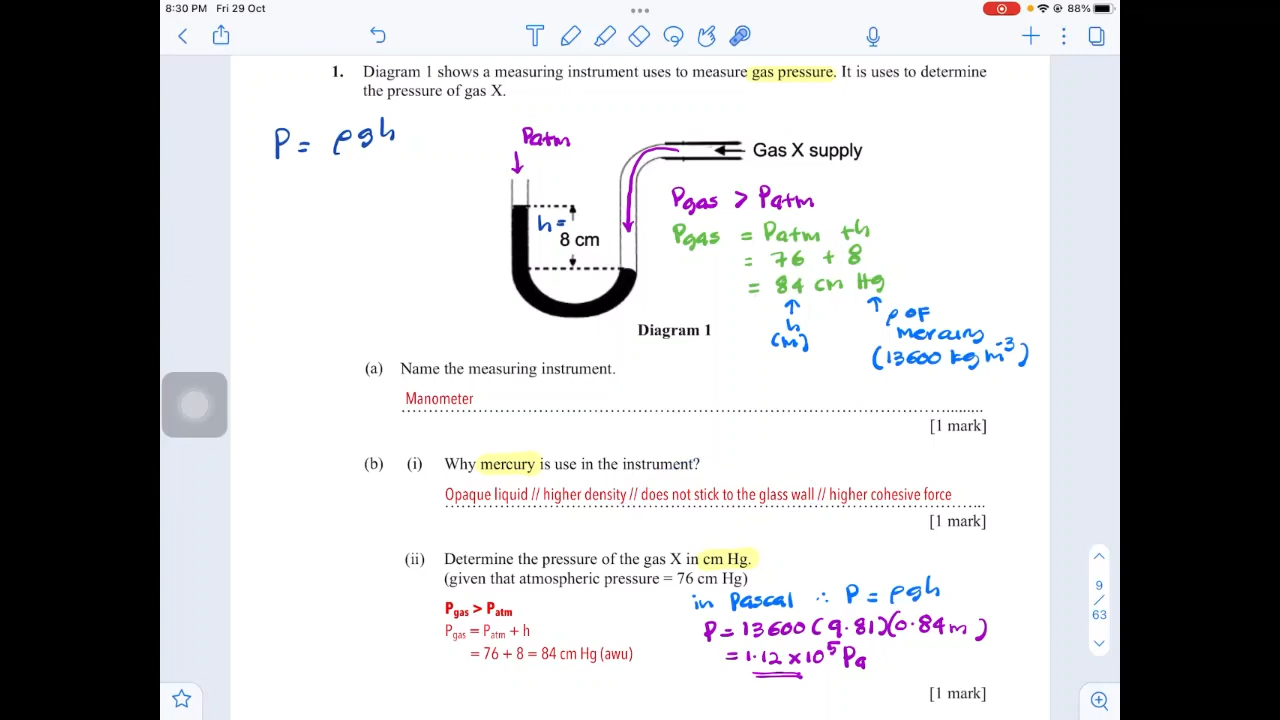 8:30 PM Fri 29 Oct
88%
1. Diagram 1 shows a measuring instrument uses to measure gas pressure. It is uses to determine
the pressure of gas X.
P = ρgh
Patm
Gas X supply
h =
8 cm
Pgas > Patm
Pgas = Patm + h
= 76 + 8
= 84 cm Hg
h
(m)
ρ of
mercury
(13600 kg m⁻³)
Diagram 1
(a) Name the measuring instrument.
Manometer
[1 mark]
(b) (i) Why mercury is use in the instrument?
Opaque liquid // higher density // does not stick to the glass wall // higher cohesive force
[1 mark]
(ii) Determine the pressure of the gas X in cm Hg.
(given that atmospheric pressure = 76 cm Hg)
Pgas > Patm
Pgas = Patm + h
= 76 + 8 = 84 cm Hg (awu)
in Pascal ∴ P = ρgh
P = 13600 (9.81)(0.84m)
= 1.12 × 10⁵ Pa
[1 mark]
9
/
63